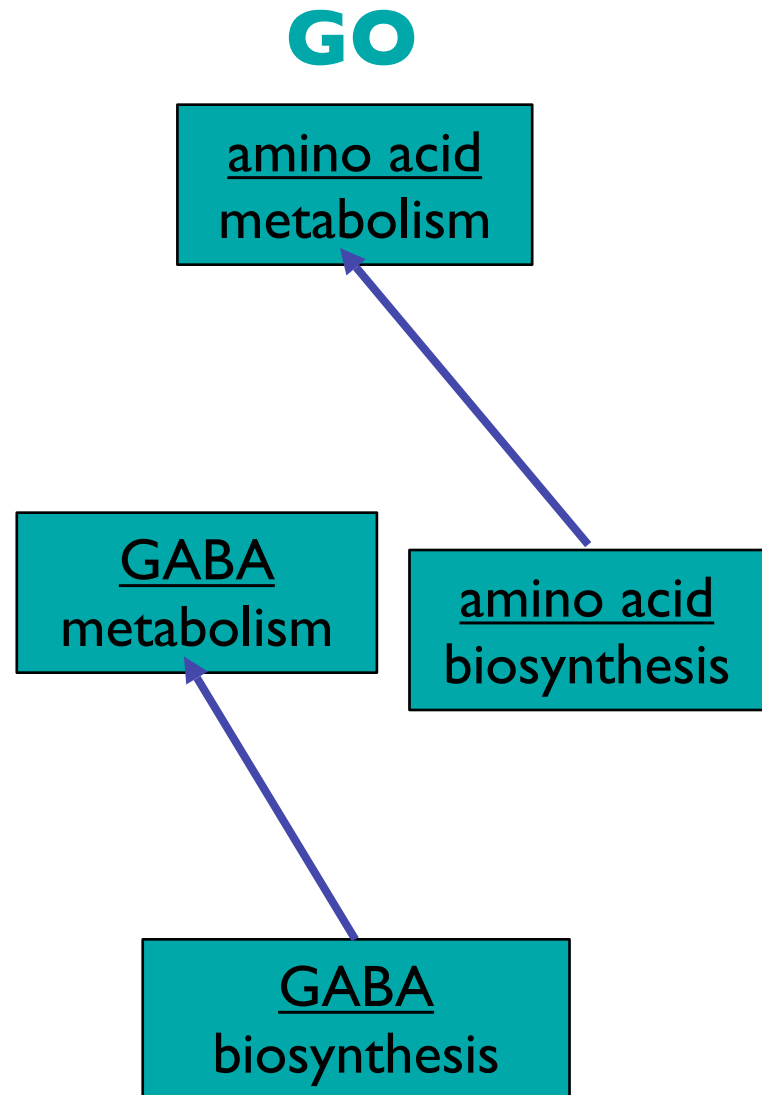 GO
amino acid
metabolism
GABA
metabolism
amino acid
biosynthesis
GABA
biosynthesis